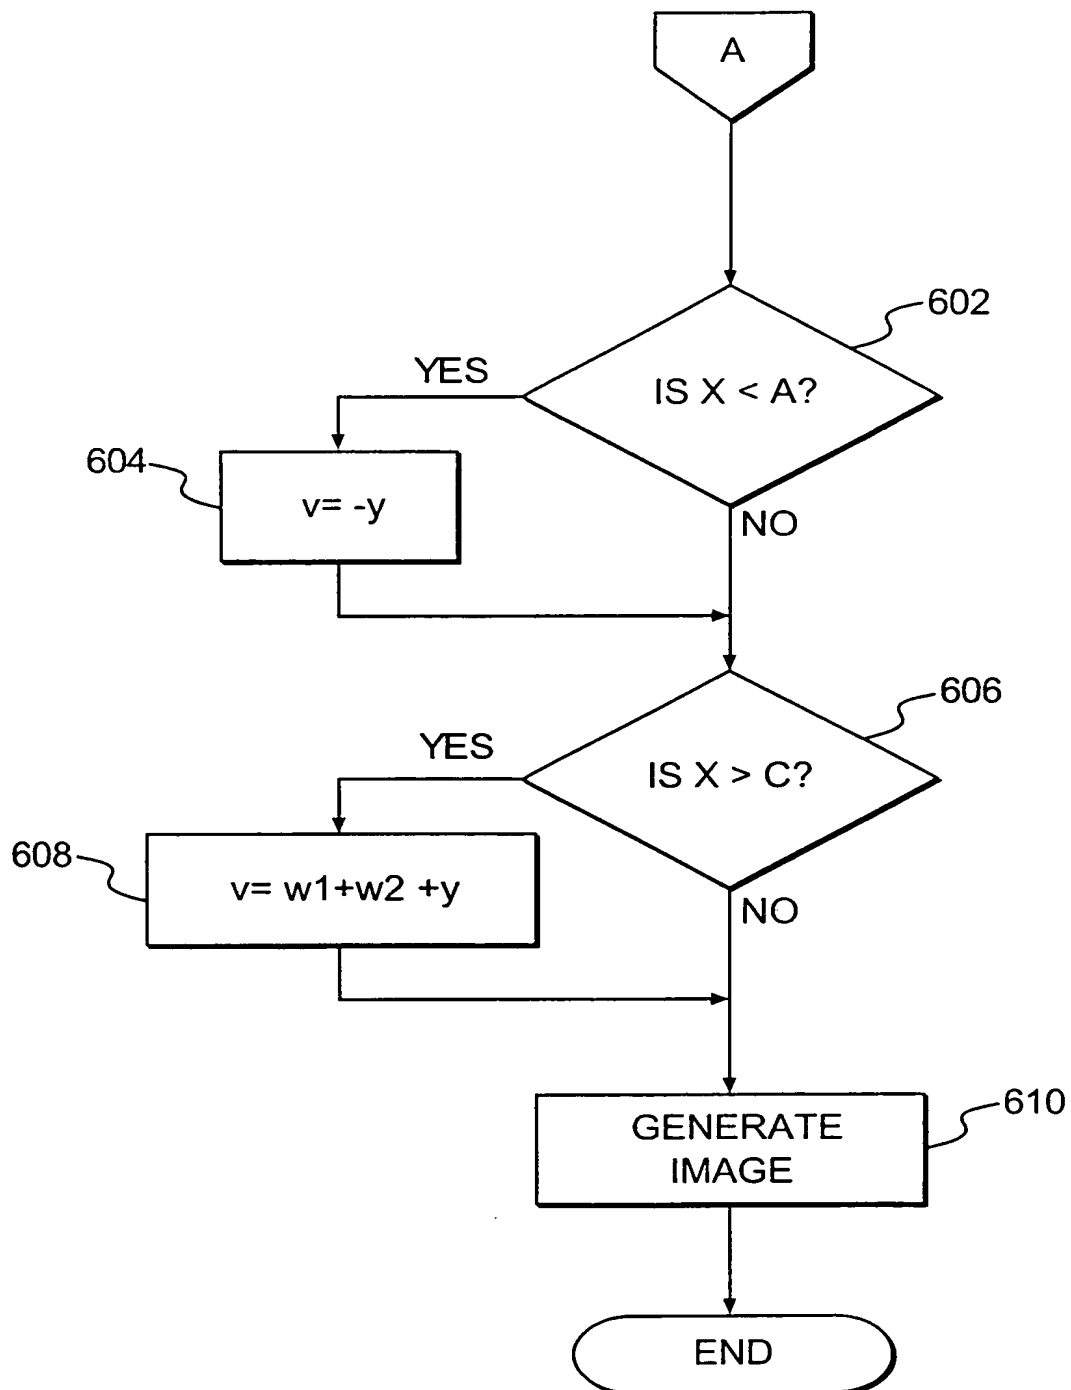 A
602
IS X < A?
YES
NO
604
v= -y
606
IS X > C?
YES
NO
608
v= w1+w2 +y
610
GENERATE
IMAGE
END